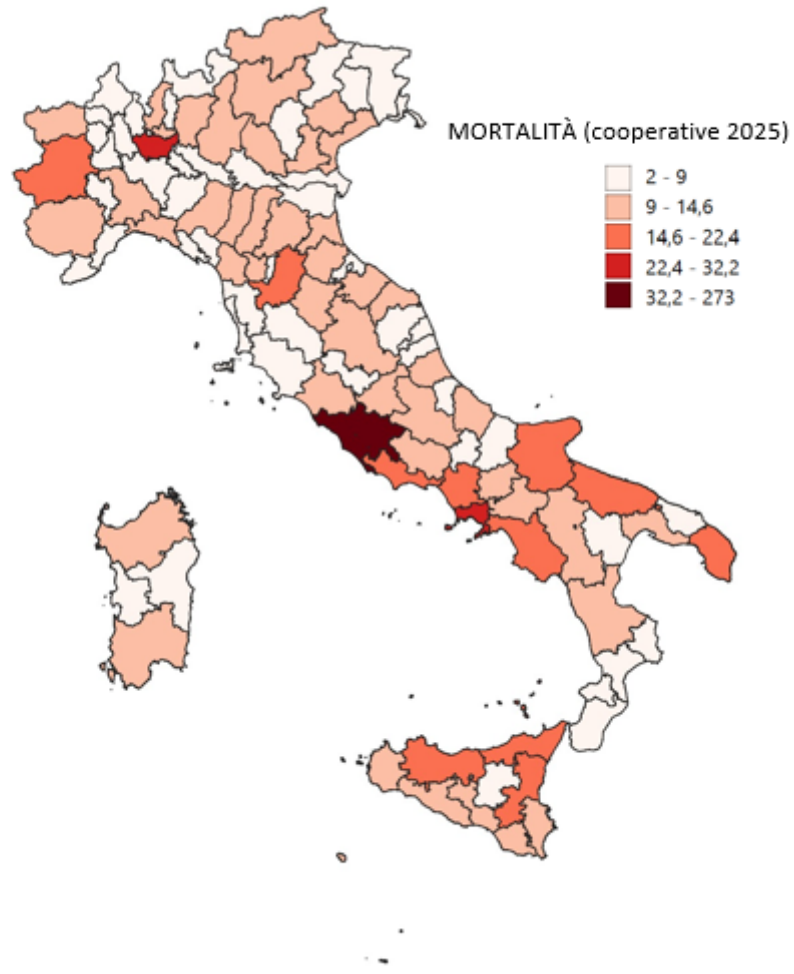 MORTALITÀ (cooperative 2025)
2 - 9
9 - 14,6
14,6 - 22,4
22,4 - 32,2
32,2 - 273